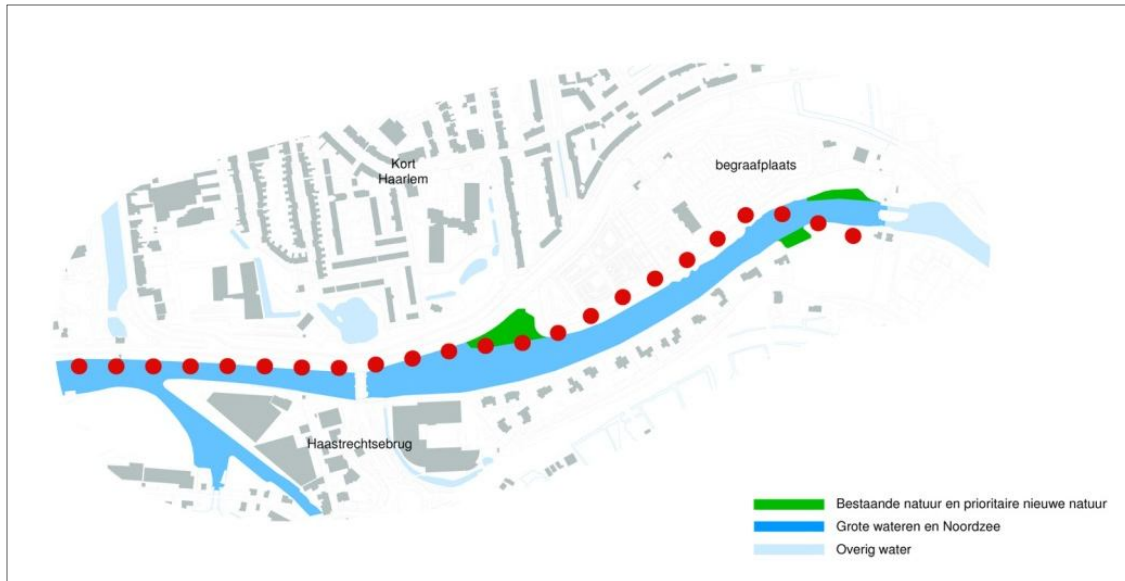 Kort
Haarlem
begraafplaats
Haastrechtsebrug
Bestaande natuur en prioritaire nieuwe natuur
Grote wateren en Noordzee
Overig water